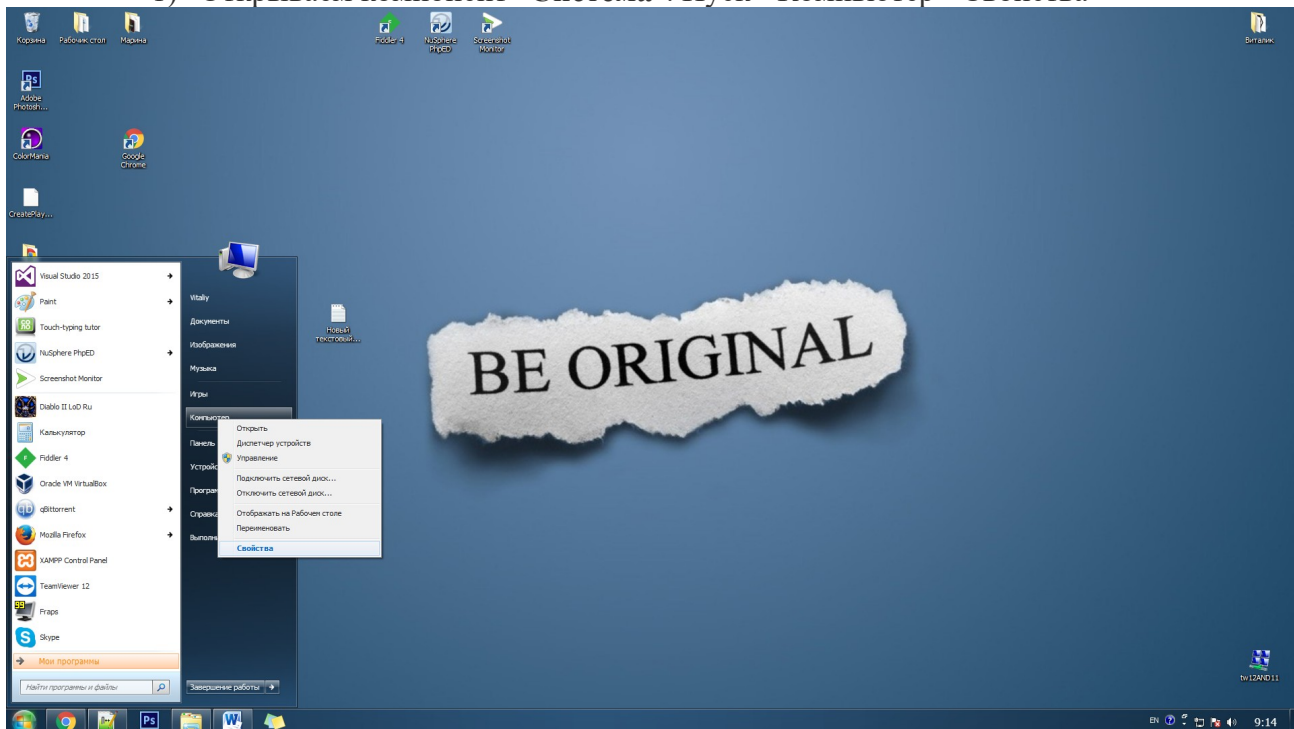 Корзина
Рабочик стол
Марина
Fiddler 4
NuSphere PhpED
Screenshot Monitor
Виталик
Adobe Photosh...
ColorMania
Google Chrome
CreatePlay...
Visual Studio 2015
Paint
Touch-typing tutor
NuSphere PhpED
Screenshot Monitor
Diablo II LoD Ru
Калькулятор
Fiddler 4
Oracle VM VirtualBox
qBittorrent
Mozilla Firefox
XAMPP Control Panel
TeamViewer 12
Fraps
Skype
Мои программы
Найти программы и файлы
Vitaliy
Документы
Изображения
Музыка
Игры
Компьютер
Панель
Справка
Завершение работы
Открыть
Диспетчер устройств
Управление
Подключить сетевой диск...
Отключить сетевой диск...
Отображать на Рабочем столе
Переименовать
Свойства
Новый текстовый...
BE ORIGINAL
tw12AND11
EN
9:14